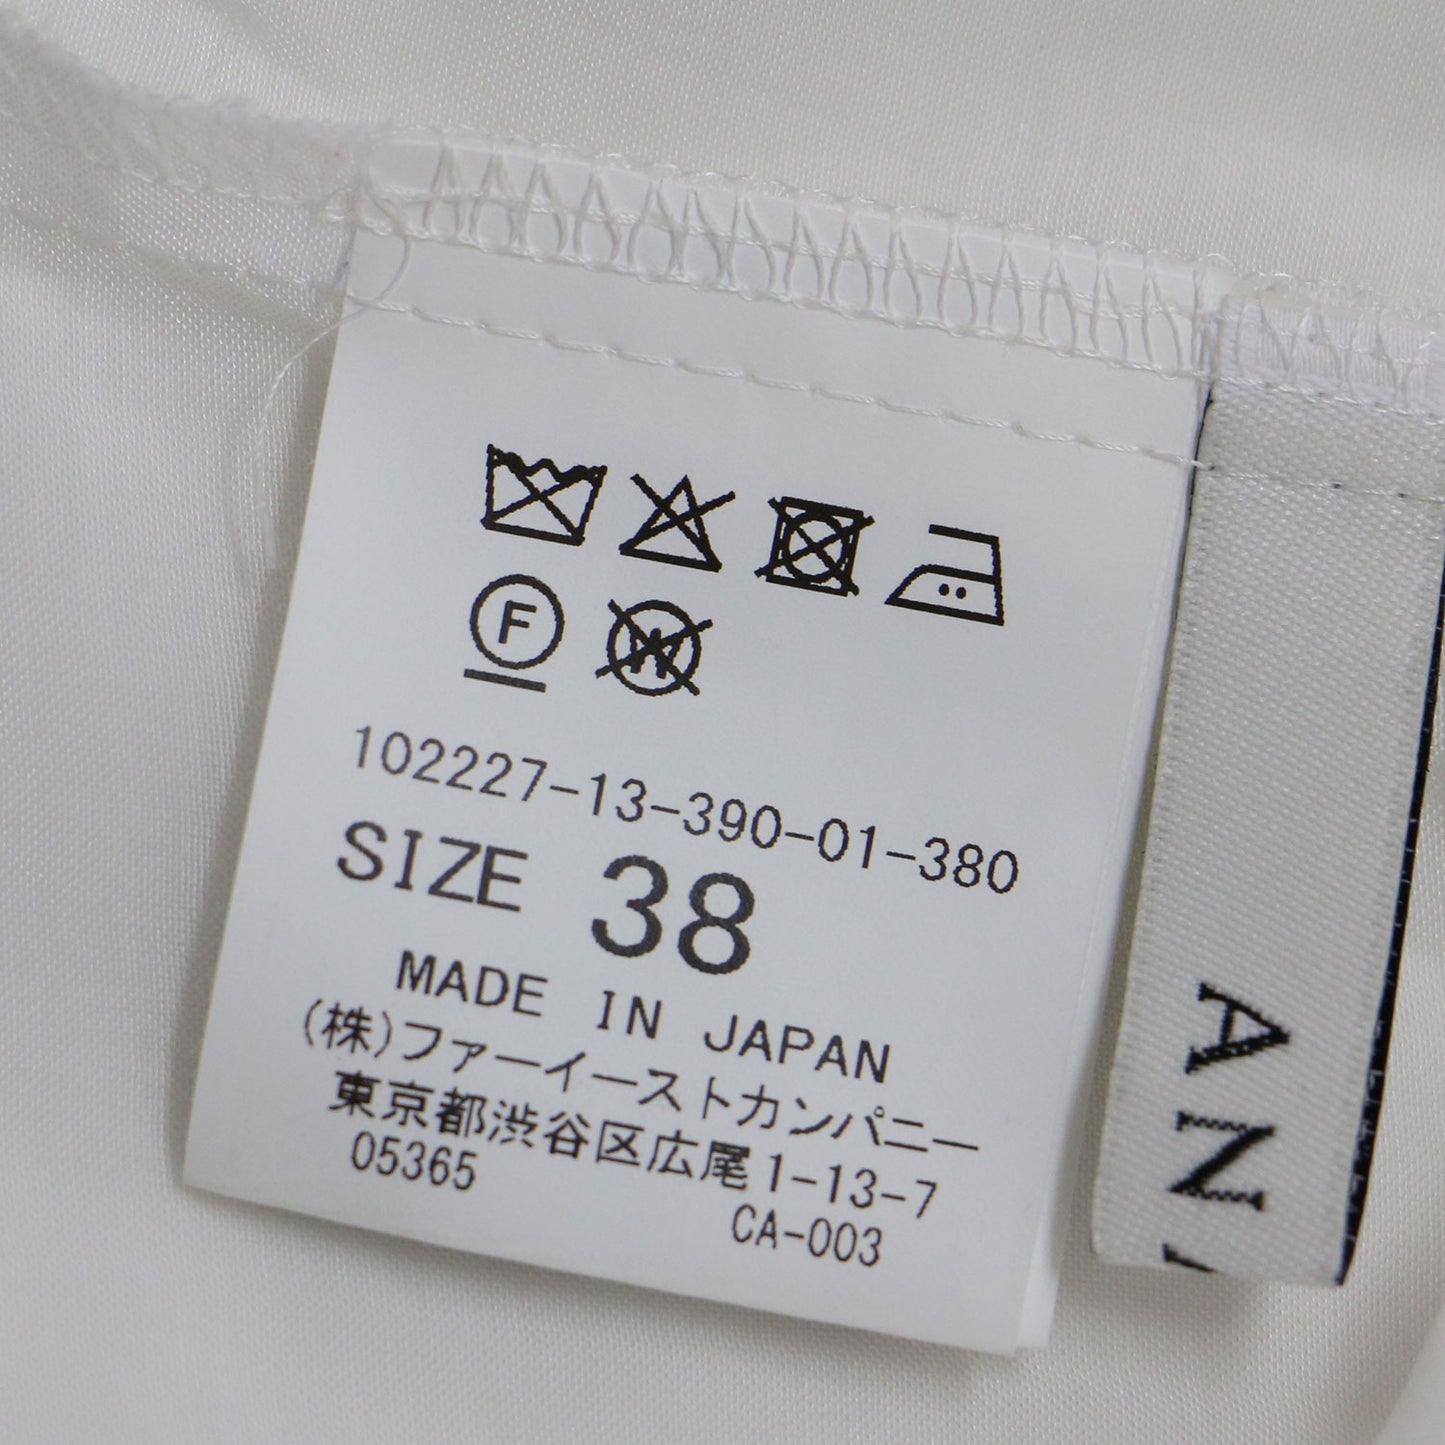 F W
102227-13-390-01-380
SIZE 38
MADE IN JAPAN
(株)ファーイーストカンパニー
東京都渋谷区広尾1-13-7
05365
CA-003
AN